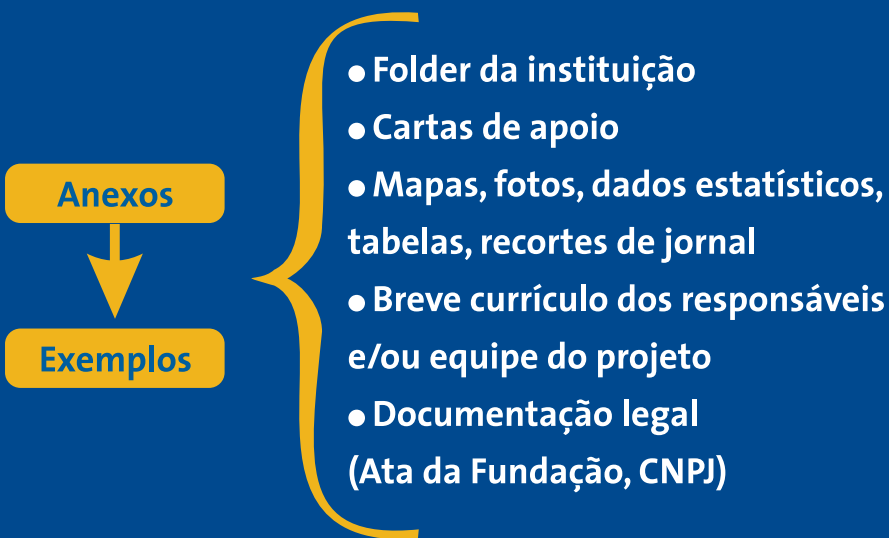 Anexos
Exemplos
● Folder da instituição
● Cartas de apoio
● Mapas, fotos, dados estatísticos,
tabelas, recortes de jornal
● Breve currículo dos responsáveis
e/ou equipe do projeto
● Documentação legal
(Ata da Fundação, CNPJ)